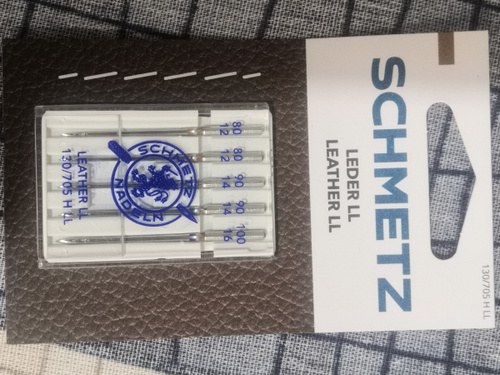 SCHMETZ
LEDER LL
LEATHER LL
130/705 H LL
80
12
80
12
90
14
90
14
100
16
SCHMETZ
NADELN
LEATHER LL
130/705 H LL